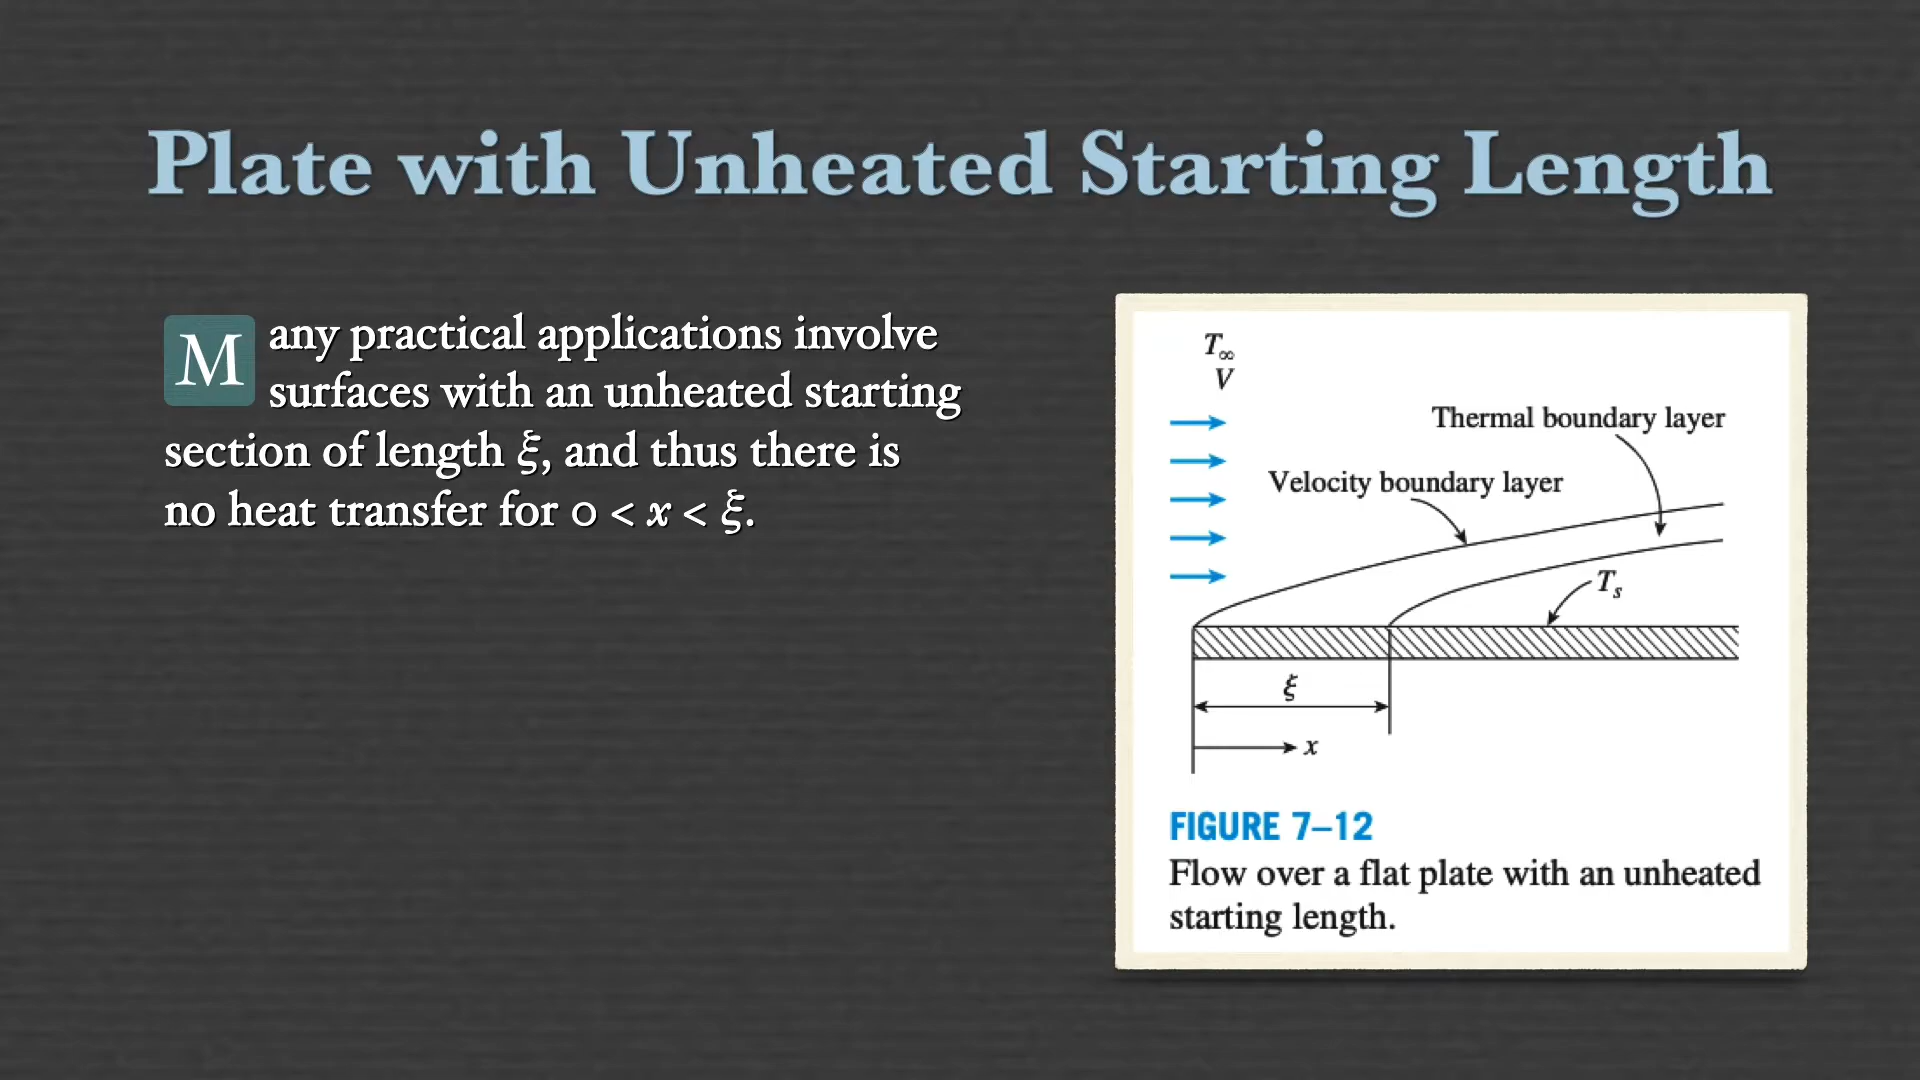 Plate with Unheated Starting Length
Many practical applications involve
surfaces with an unheated starting
section of length ξ, and thus there is
no heat transfer for 0 < x < ξ.
T∞
V
Thermal boundary layer
Velocity boundary layer
Ts
ξ
x
FIGURE 7–12
Flow over a flat plate with an unheated
starting length.